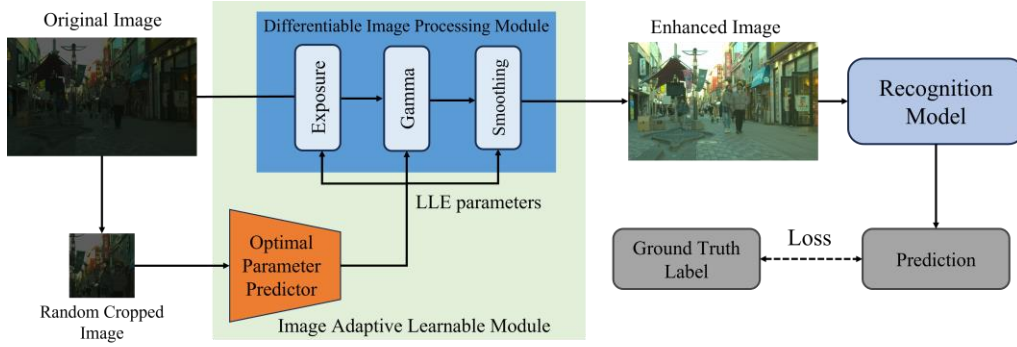 Original Image
Differentiable Image Processing Module
Exposure
Gamma
Smoothing
Enhanced Image
Recognition
Model
LLE parameters
Optimal
Parameter
Predictor
Random Cropped
Image
Image Adaptive Learnable Module
Ground Truth
Label
Loss
Prediction